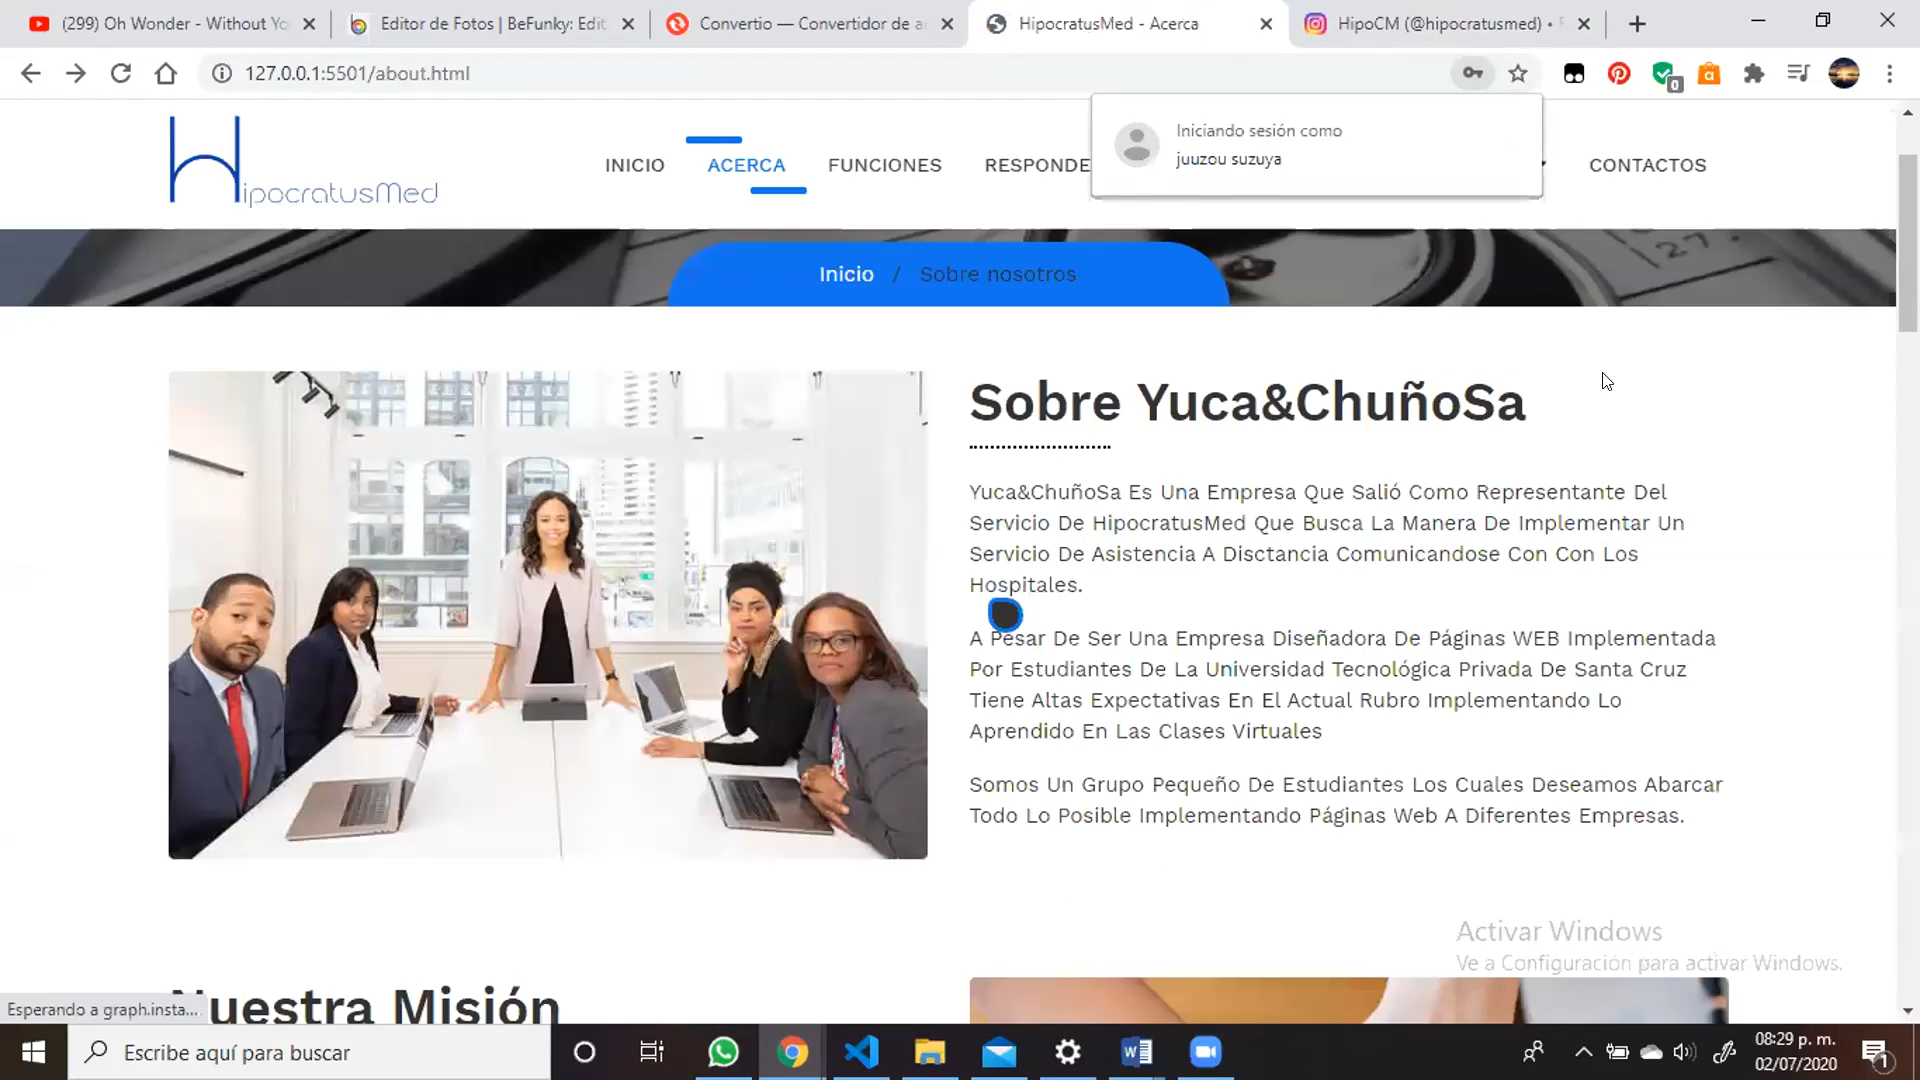 (299) Oh Wonder - Without Yo
Editor de Fotos | BeFunky: Edit
Convertio — Convertidor de a
HipocratusMed - Acerca
HipoCM (@hipocratusmed) •
127.0.0.1:5501/about.html
0
a
Iniciando sesión como
juuzou suzuya
HipocratusMed
INICIO
ACERCA
FUNCIONES
RESPONDE
CONTACTOS
Inicio / Sobre nosotros
27
Sobre Yuca&ChuñoSa
Yuca&ChuñoSa Es Una Empresa Que Salió Como Representante Del
Servicio De HipocratusMed Que Busca La Manera De Implementar Un
Servicio De Asistencia A Disctancia Comunicandose Con Con Los
Hospitales.
A Pesar De Ser Una Empresa Diseñadora De Páginas WEB Implementada
Por Estudiantes De La Universidad Tecnológica Privada De Santa Cruz
Tiene Altas Expectativas En El Actual Rubro Implementando Lo
Aprendido En Las Clases Virtuales
Somos Un Grupo Pequeño De Estudiantes Los Cuales Deseamos Abarcar
Todo Lo Posible Implementando Páginas Web A Diferentes Empresas.
Activar Windows
Ve a Configuración para activar Windows.
Nuestra Misión
Esperando a graph.insta...
Escribe aquí para buscar
08:29 p. m.
02/07/2020
1